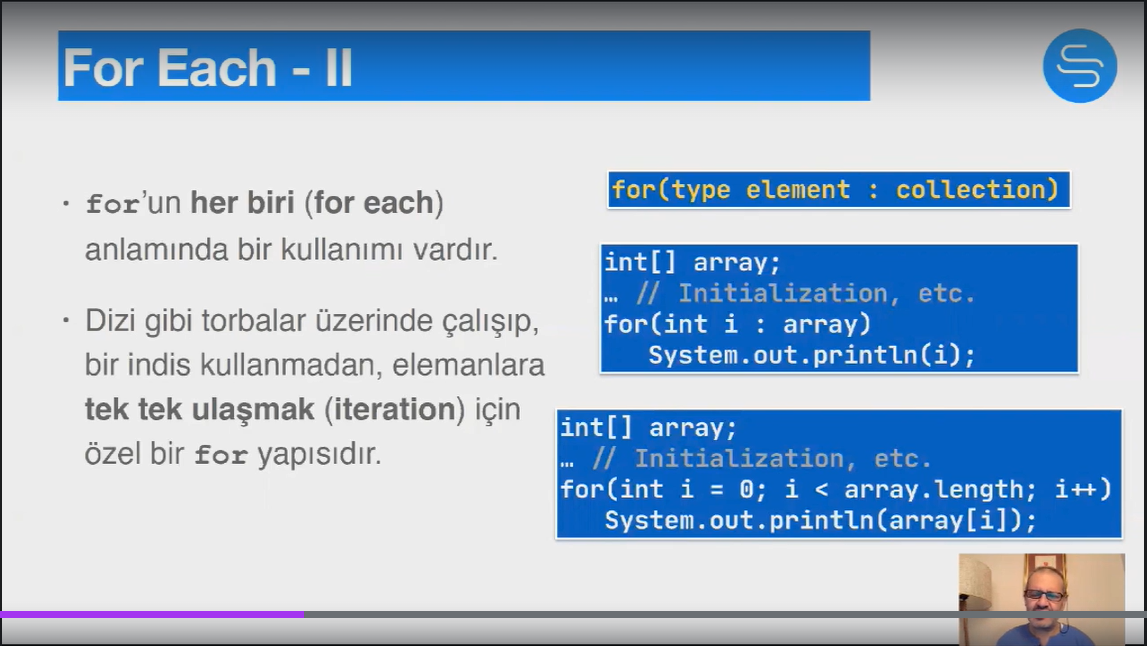 For Each - II
• for'un her biri (for each)
anlamında bir kullanımı vardır.
• Dizi gibi torbalar üzerinde çalışıp,
bir indis kullanmadan, elemanlara
tek tek ulaşmak (iteration) için
özel bir for yapısıdır.
for(type element : collection)
int[] array;
… // Initialization, etc.
for(int i : array)
System.out.println(i);
int[] array;
… // Initialization, etc.
for(int i = 0; i < array.length; i++)
System.out.println(array[i]);